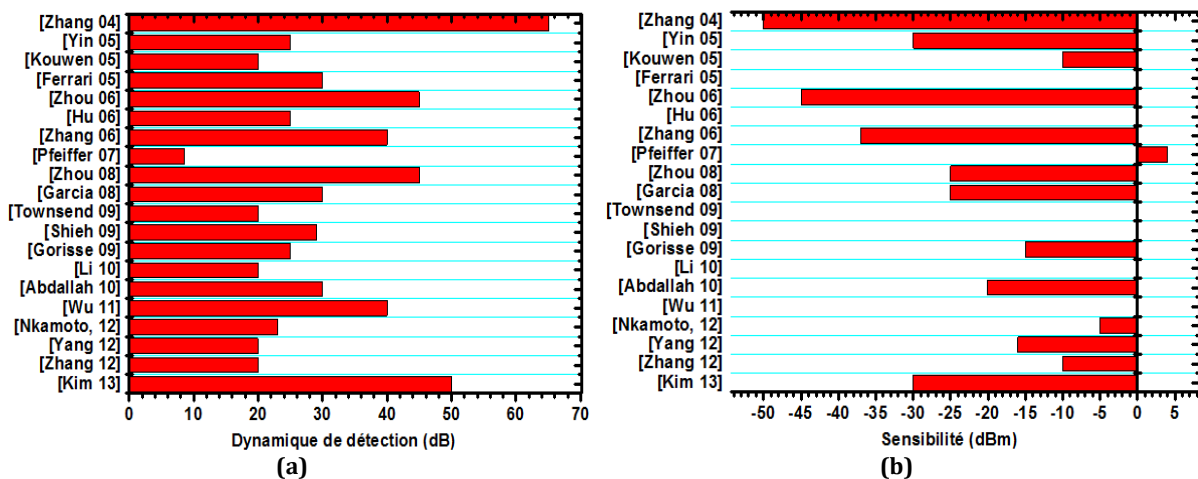 [Zhang 04]
[Yin 05]
[Kouwen 05]
[Ferrari 05]
[Zhou 06]
[Hu 06]
[Zhang 06]
[Pfeiffer 07]
[Zhou 08]
[Garcia 08]
[Townsend 09]
[Shieh 09]
[Gorisse 09]
[Li 10]
[Abdallah 10]
[Wu 11]
[Nkamoto, 12]
[Yang 12]
[Zhang 12]
[Kim 13]
0 10 20 30 40 50 60 70
Dynamique de détection (dB)
(a)
[Zhang 04]
[Yin 05]
[Kouwen 05]
[Ferrari 05]
[Zhou 06]
[Hu 06]
[Zhang 06]
[Pfeiffer 07]
[Zhou 08]
[Garcia 08]
[Townsend 09]
[Shieh 09]
[Gorisse 09]
[Li 10]
[Abdallah 10]
[Wu 11]
[Nkamoto, 12]
[Yang 12]
[Zhang 12]
[Kim 13]
-50 -45 -40 -35 -30 -25 -20 -15 -10 -5 0 5
Sensibilité (dBm)
(b)